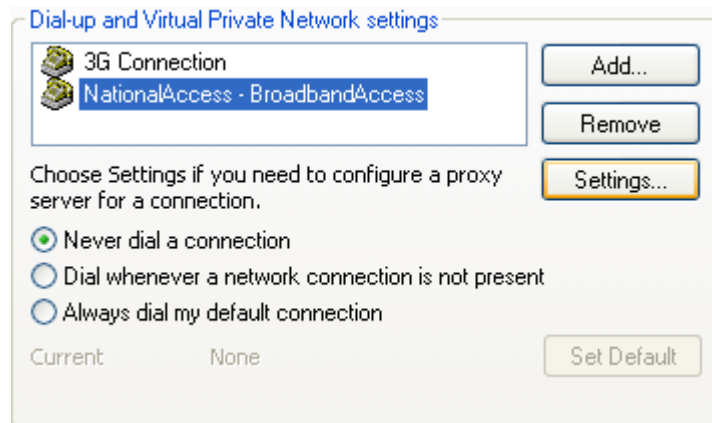 Dial-up and Virtual Private Network settings
3G Connection
NationalAccess - BroadbandAccess
Add...
Remove
Choose Settings if you need to configure a proxy
server for a connection.
Settings...
Never dial a connection
Dial whenever a network connection is not present
Always dial my default connection
Current None
Set Default